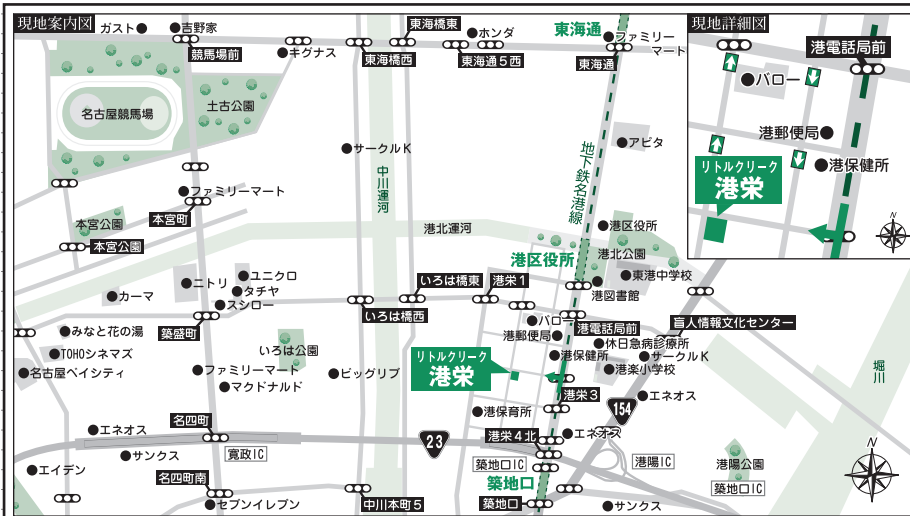 現地案内図
ガスト
吉野家
東海橋東
ホンダ
東海通
ファミリー
マート
競馬場前
キグナス
東海橋西
東海通5西
東海通
名古屋競馬場
土古公園
サークルK
アピタ
地下鉄名港線
中川運河
ファミリーマート
本宮町
本宮公園
本宮公園
港北運河
港区役所
港区役所
港北公園
東港中学校
港図書館
ユニクロ
ニトリ
タチヤ
スシロー
カーマ
いろは橋東
港栄1
いろは橋西
築盛町
みなと花の湯
TOHOシネマズ
名古屋ベイシティ
いろは公園
ファミリーマート
マクドナルド
ビッグリブ
バロー
港電話局前
盲人情報文化センター
港郵便局
休日急病診療所
港保健所
サークルK
港楽小学校
リトルクリーク
港栄
堀川
港栄3
エネオス
154
港保育所
名四町
エネオス
サンクス
寛政IC
23
港栄4北
エネオス
築地口IC
港陽IC
港陽公園
築地口IC
エイデン
名四町南
セブンイレブン
中川本町5
築地口
築地口
サンクス
N
現地詳細図
港電話局前
バロー
港郵便局
港保健所
リトルクリーク
港栄
N